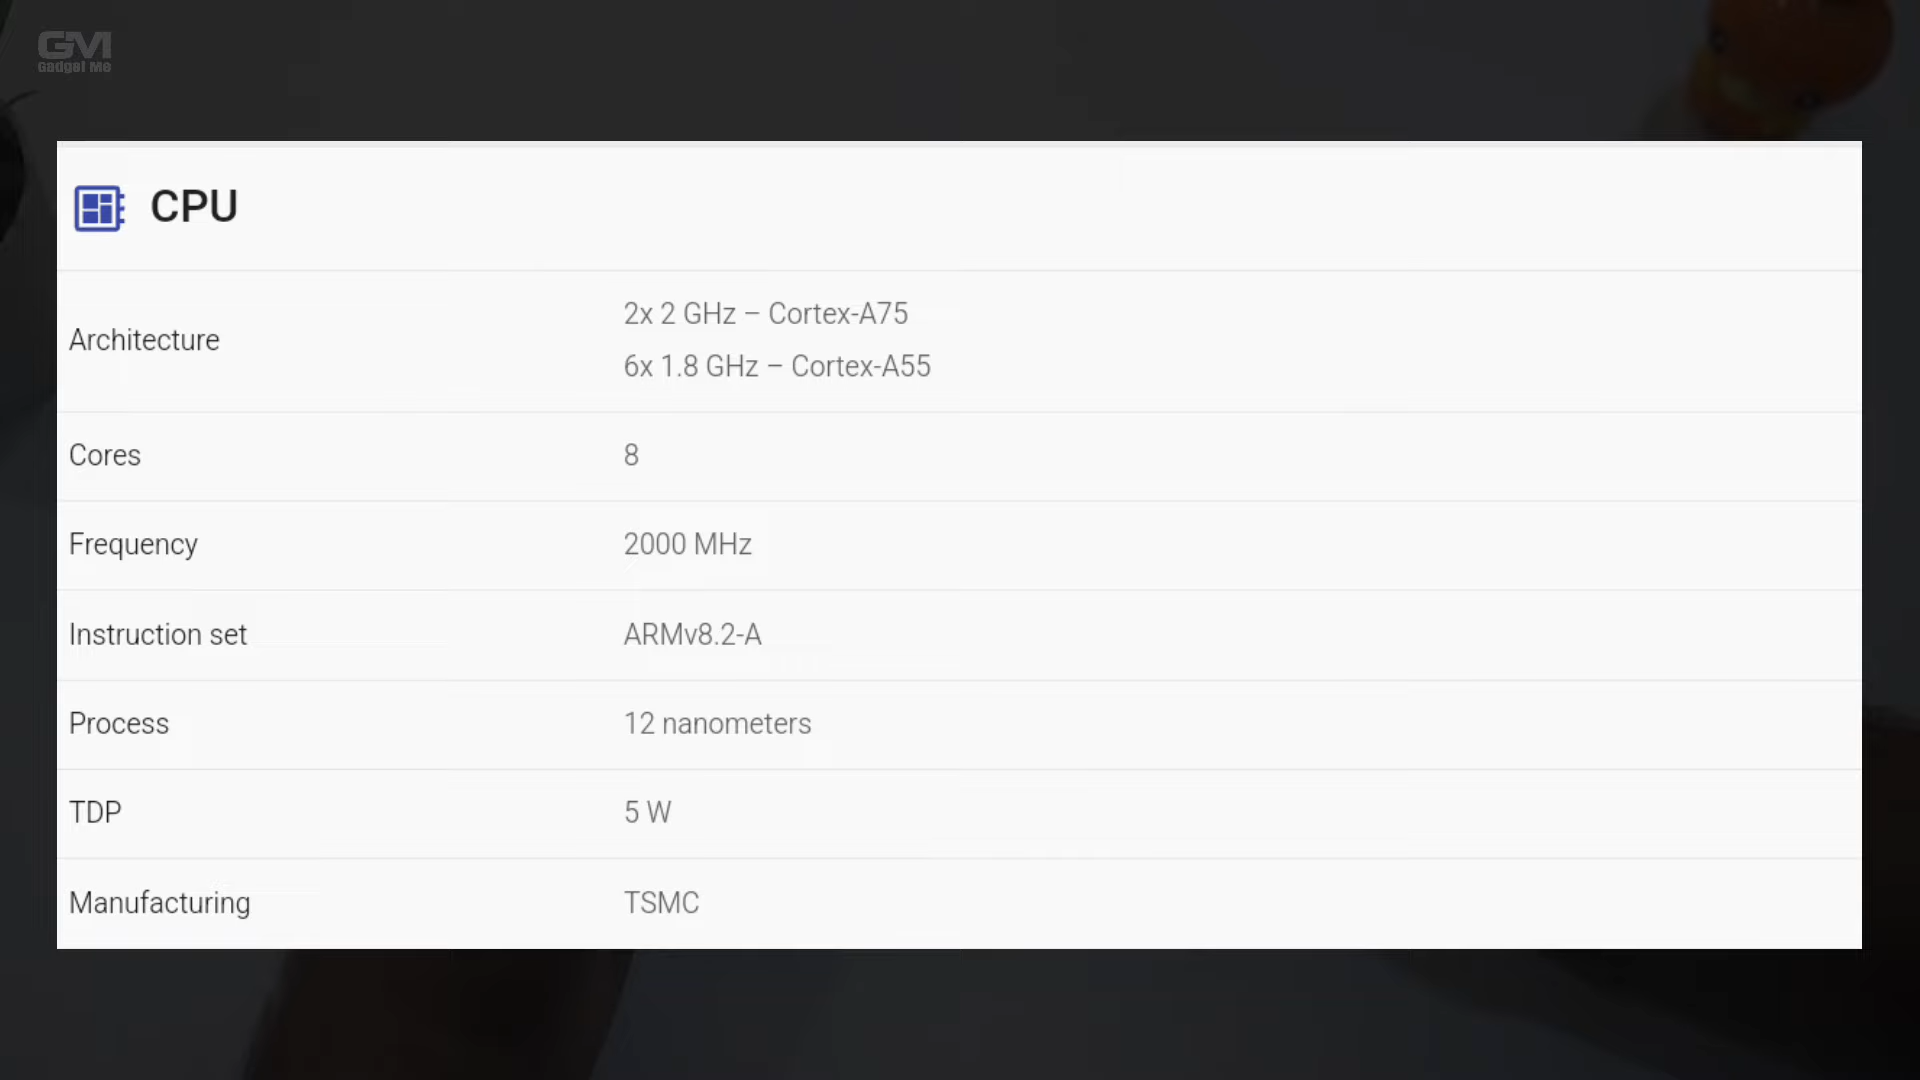 GM
Gadget Me
CPU
Architecture
2x 2 GHz – Cortex-A75
6x 1.8 GHz – Cortex-A55
Cores 8
Frequency 2000 MHz
Instruction set ARMv8.2-A
Process 12 nanometers
TDP 5 W
Manufacturing TSMC